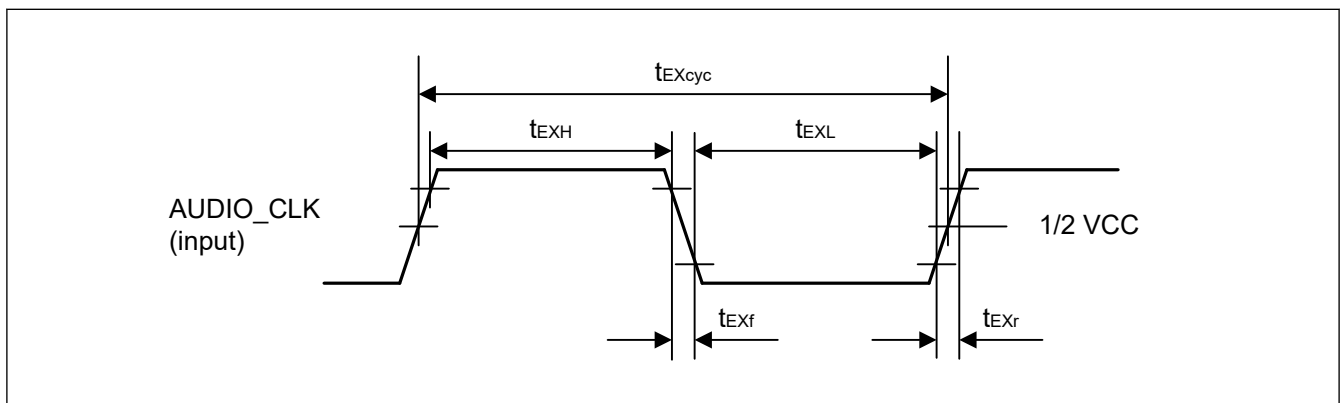 tEXcyc
tEXH
tEXL
AUDIO_CLK
(input)
1/2 VCC
tEXf
tEXr